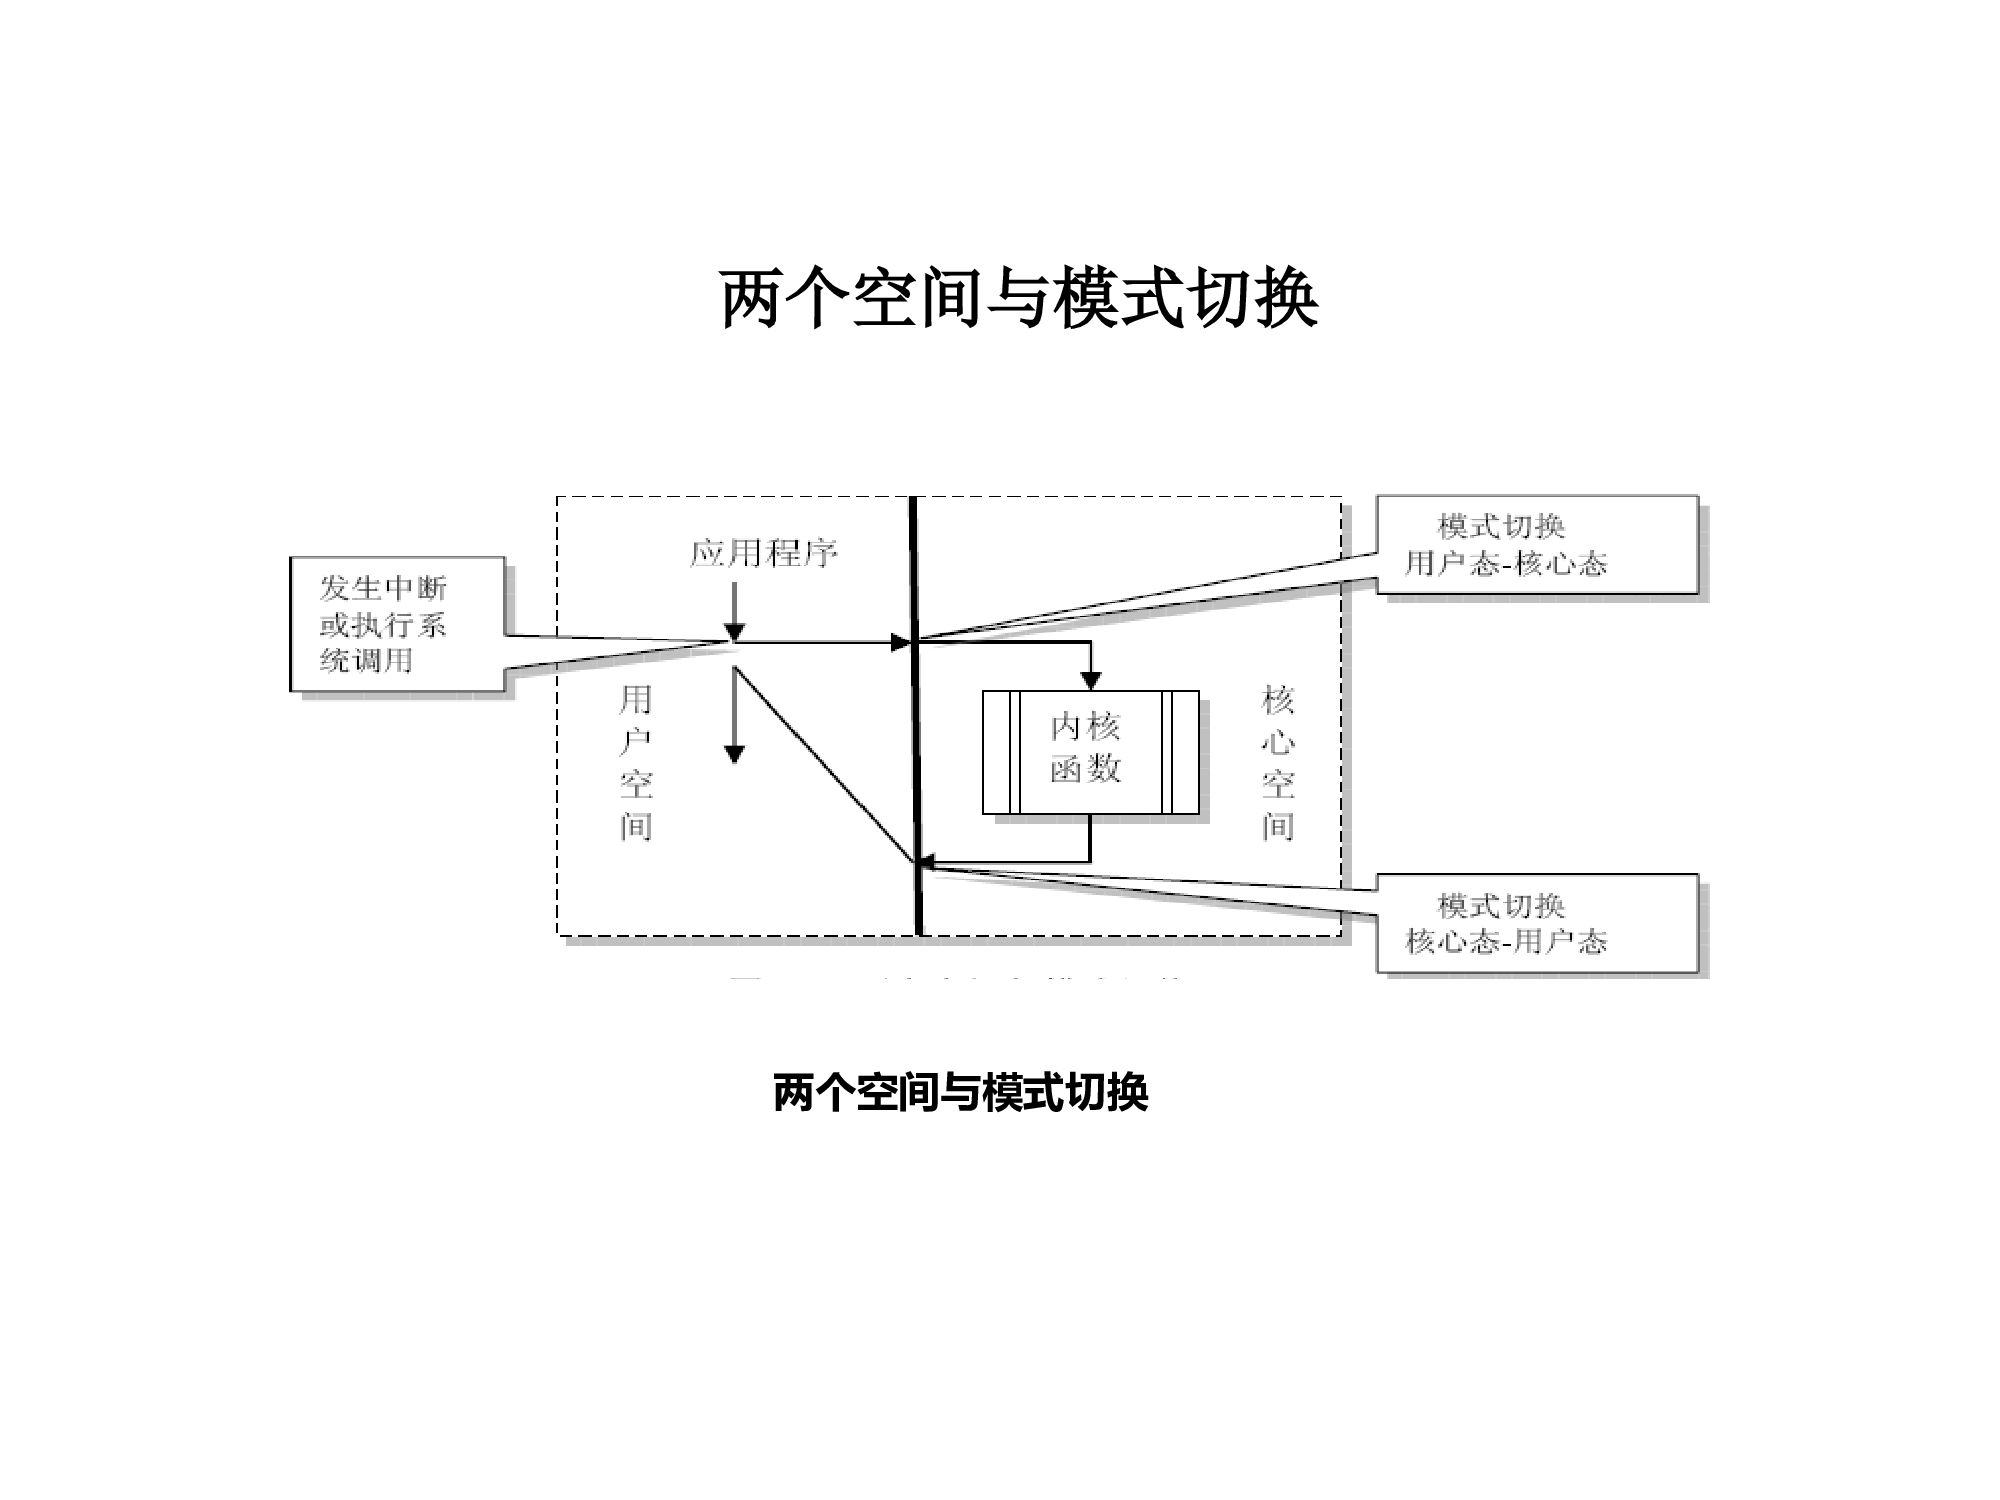 两个空间与模式切换
应用程序
发生中断
或执行系
统调用
模式切换
用户态-核心态
用户空间
内核
函数
核心空间
模式切换
核心态-用户态
两个空间与模式切换